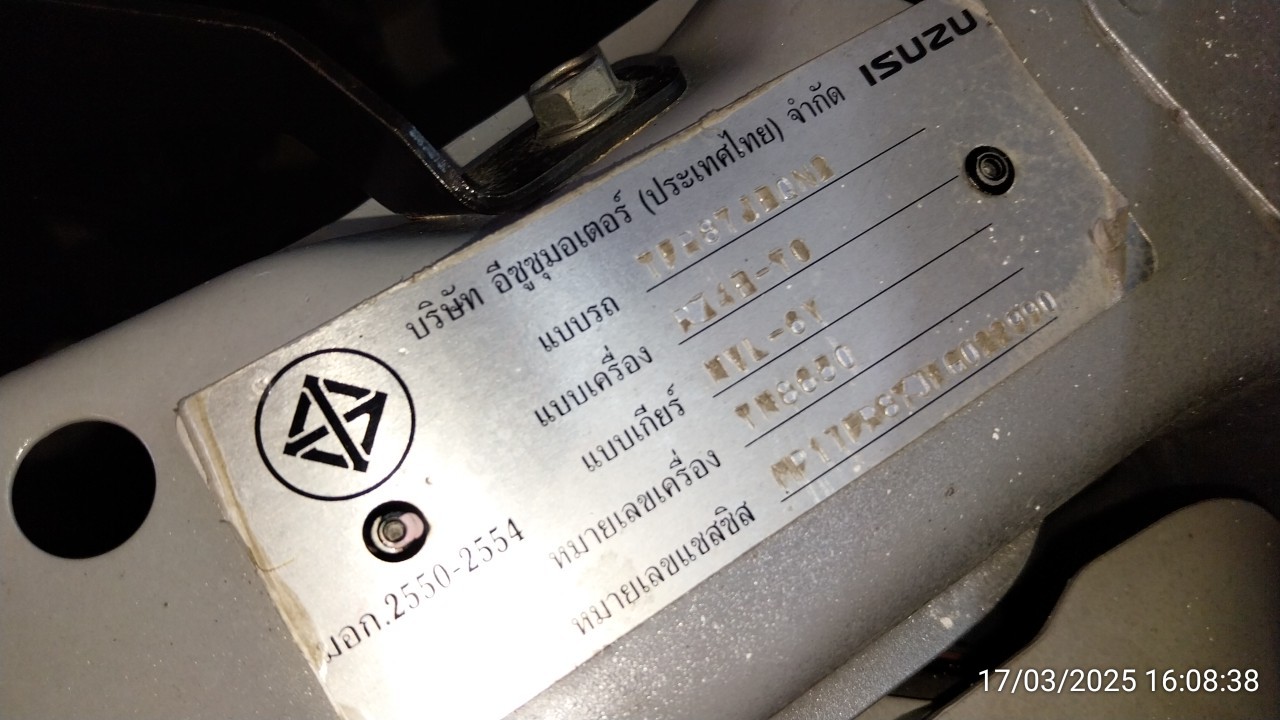 ISUZU
บริษัท อีซูซุมอเตอร์ (ประเทศไทย) จำกัด
แบบรถ
แบบเครื่อง
แบบเกียร์ MVL-6Y
หมายเลขเครื่อง
หมายเลขแชสซิส
มอก.2550-2554
17/03/2025 16:08:38